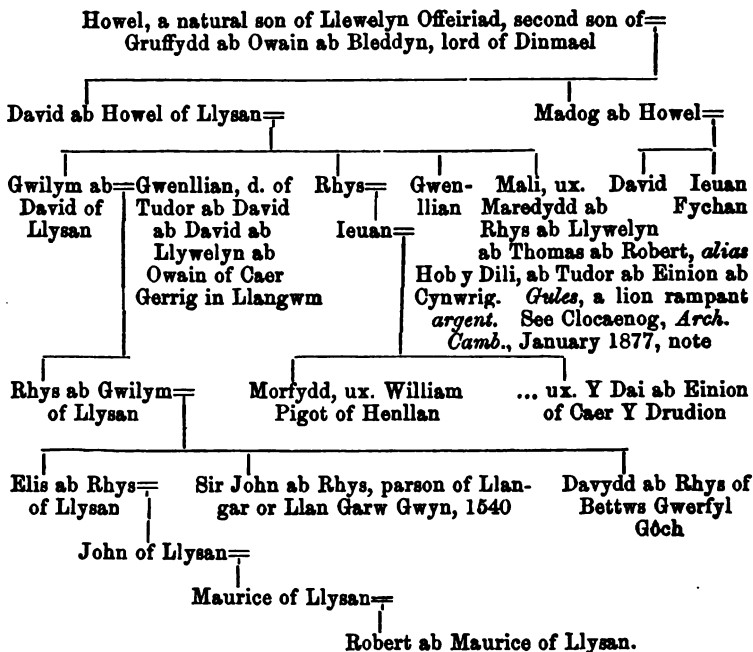 Howel, a natural son of Llewelyn Offeiriad, second son of=
Gruffydd ab Owain ab Bleddyn, lord of Dinmael
David ab Howel of Llysan=
Madog ab Howel=
Gwilym ab=
David of
Llysan
Gwenllian, d. of
Tudor ab David
ab David ab
Llywelyn ab
Owain of Caer
Gerrig in Llangwm
Rhys=
Ieuan=
Gwen-
llian
Mali, ux.
Maredydd ab
Rhys ab Llywelyn
ab Thomas ab Robert, alias
Hob y Dili, ab Tudor ab Einion ab
Cynwrig. Gules, a lion rampant
argent. See Clocaenog, Arch.
Camb., January 1877, note
David
Ieuan
Fychan
Rhys ab Gwilym=
of Llysan
Morfydd, ux. William
Pigot of Henllan
... ux. Y Dai ab Einion
of Caer Y Drudion
Elis ab Rhys=
of Llysan
Sir John ab Rhys, parson of Llan-
gar or Llan Garw Gwyn, 1540
Davydd ab Rhys of
Bettws Gwerfyl
Gôch
John of Llysan=
Maurice of Llysan=
Robert ab Maurice of Llysan.